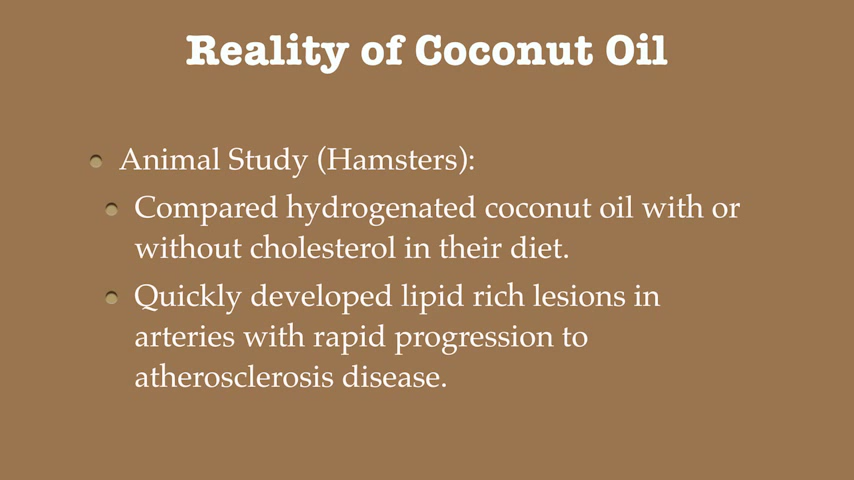 Reality of Coconut Oil
Animal Study (Hamsters):
Compared hydrogenated coconut oil with or
without cholesterol in their diet.
Quickly developed lipid rich lesions in
arteries with rapid progression to
atherosclerosis disease.